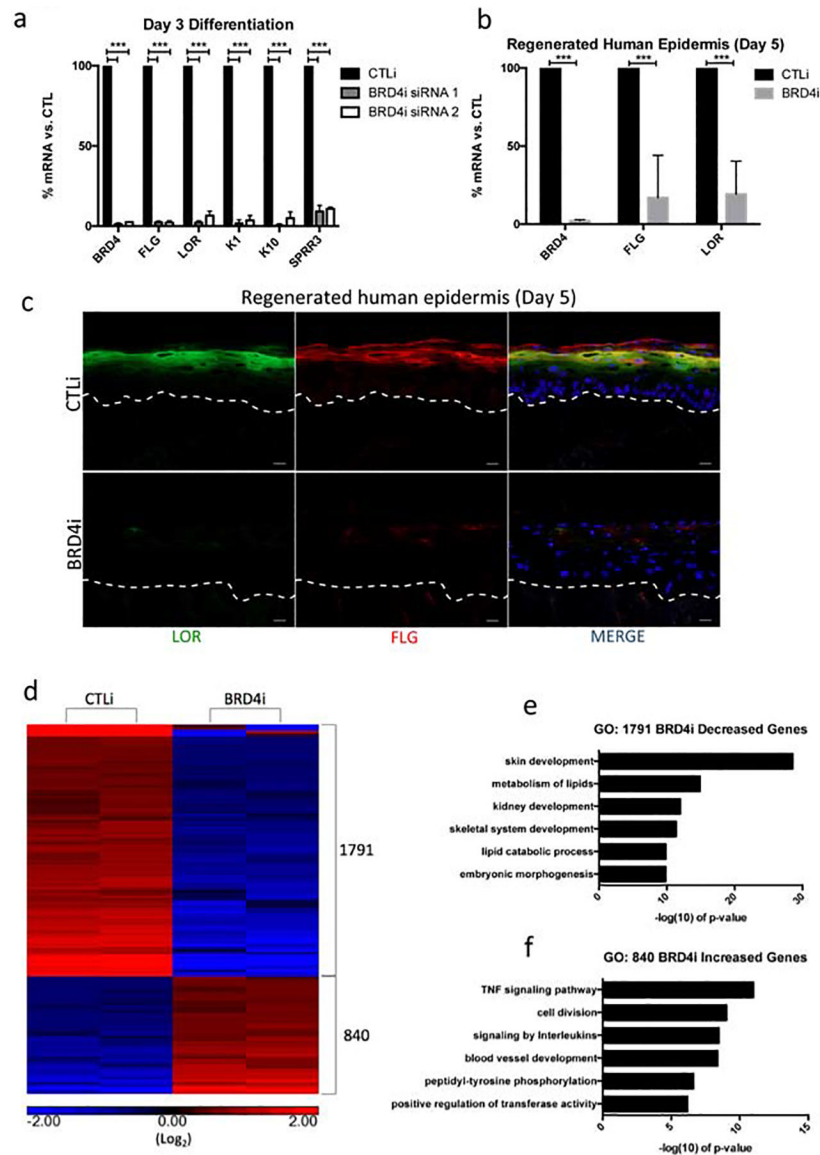 a
Day 3 Differentiation
*** *** *** *** *** ***
100
50
0
% mRNA vs. CTL
CTLi
BRD4i siRNA 1
BRD4i siRNA 2
BRD4
FLG
LOR
K1
K10
SPRR3
b
Regenerated Human Epidermis (Day 5)
*** *** ***
100
50
0
% mRNA vs. CTL
CTLi
BRD4i
BRD4
FLG
LOR
c
Regenerated human epidermis (Day 5)
CTLi
BRD4i
LOR
FLG
MERGE
d
CTLi
BRD4i
1791
840
-2.00 0.00 2.00
(Log2)
e
GO: 1791 BRD4i Decreased Genes
skin development
metabolism of lipids
kidney development
skeletal system development
lipid catabolic process
embryonic morphogenesis
0 10 20 30
-log(10) of p-value
f
GO: 840 BRD4i Increased Genes
TNF signaling pathway
cell division
signaling by Interleukins
blood vessel development
peptidyl-tyrosine phosphorylation
positive regulation of transferase activity
0 5 10 15
-log(10) of p-value